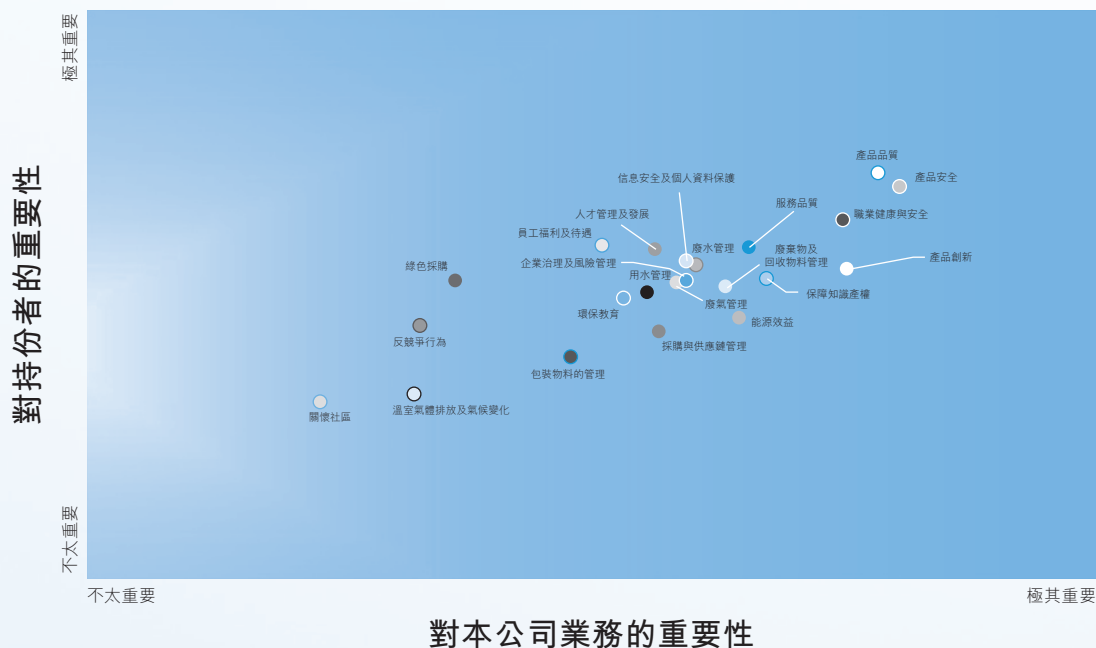 極其重要
對持份者的重要性
不太重要
產品品質
產品安全
信息安全及個人資料保護
服務品質
人才管理及發展
職業健康與安全
員工福利及待遇
廢水管理
廢棄物及
回收物料管理
產品創新
企業治理及風險管理
綠色採購
用水管理
保障知識產權
廢氣管理
環保教育
能源效益
反競爭行為
採購與供應鏈管理
包裝物料的管理
溫室氣體排放及氣候變化
關懷社區
不太重要
極其重要
對本公司業務的重要性